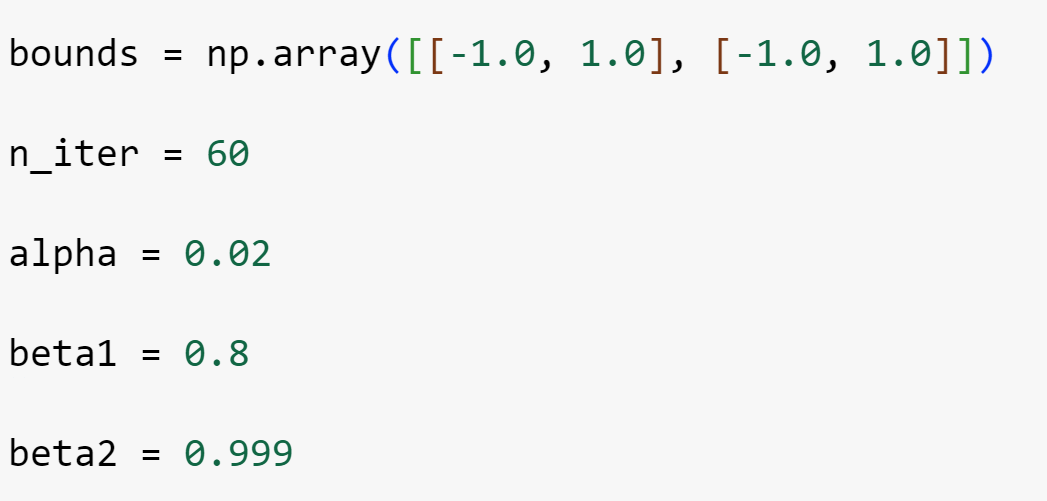 bounds = np.array([[-1.0, 1.0], [-1.0, 1.0]])
n_iter = 60
alpha = 0.02
beta1 = 0.8
beta2 = 0.999